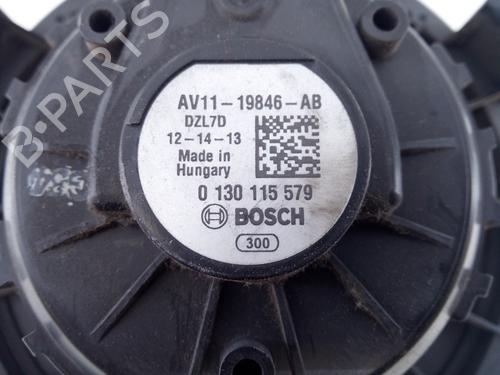 B-PARTS
AV11-19846-AB
DZL7D
12-14-13
Made in
Hungary
0 130 115 579
BOSCH
300